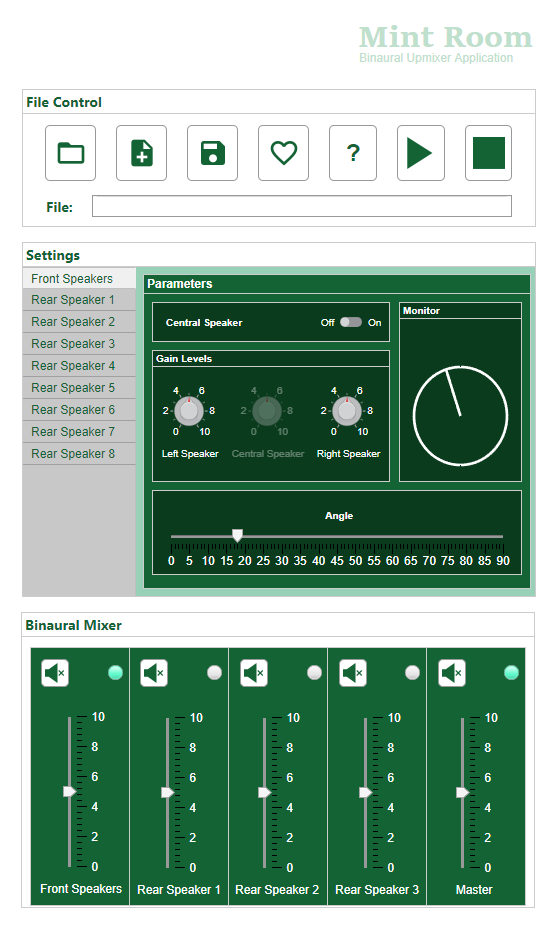 Mint Room
Binaural Upmixer Application
File Control
?
File:
Settings
Front Speakers
Rear Speaker 1
Rear Speaker 2
Rear Speaker 3
Rear Speaker 4
Rear Speaker 5
Rear Speaker 6
Rear Speaker 7
Rear Speaker 8
Parameters
Central Speaker Off On
Monitor
Gain Levels
4 6 4 6 4 6
2 8 2 8 2 8
0 10 0 10 0 10
Left Speaker Central Speaker Right Speaker
Angle
0 5 10 15 20 25 30 35 40 45 50 55 60 65 70 75 80 85 90
Binaural Mixer
10 10 10 10 10
8 8 8 8 8
6 6 6 6 6
4 4 4 4 4
2 2 2 2 2
0 0 0 0 0
Front Speakers Rear Speaker 1 Rear Speaker 2 Rear Speaker 3 Master